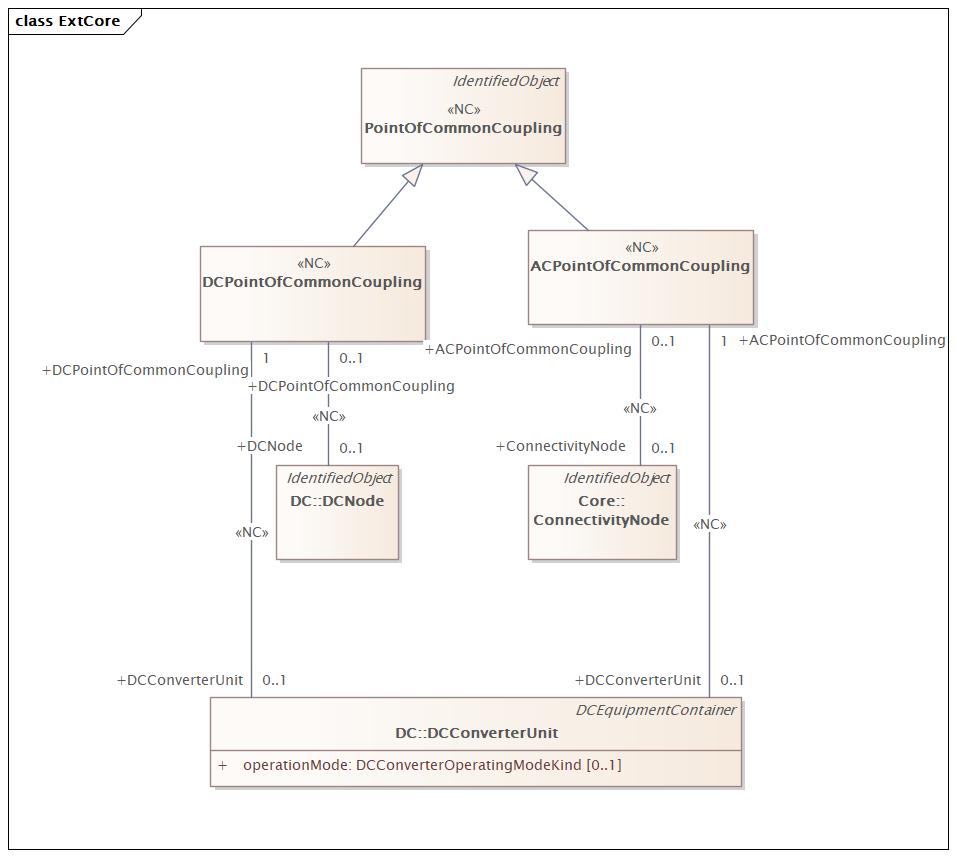 class ExtCore
IdentifiedObject
«NC»
PointOfCommonCoupling
«NC»
DCPointOfCommonCoupling
«NC»
ACPointOfCommonCoupling
1
0..1
+DCPointOfCommonCoupling
+DCPointOfCommonCoupling
+ACPointOfCommonCoupling
0..1
1
+ACPointOfCommonCoupling
«NC»
«NC»
+DCNode
0..1
+ConnectivityNode
0..1
IdentifiedObject
DC::DCNode
IdentifiedObject
Core::
ConnectivityNode
«NC»
«NC»
+DCConverterUnit
0..1
+DCConverterUnit
0..1
DCEquipmentContainer
DC::DCConverterUnit
+ operationMode: DCConverterOperatingModeKind [0..1]